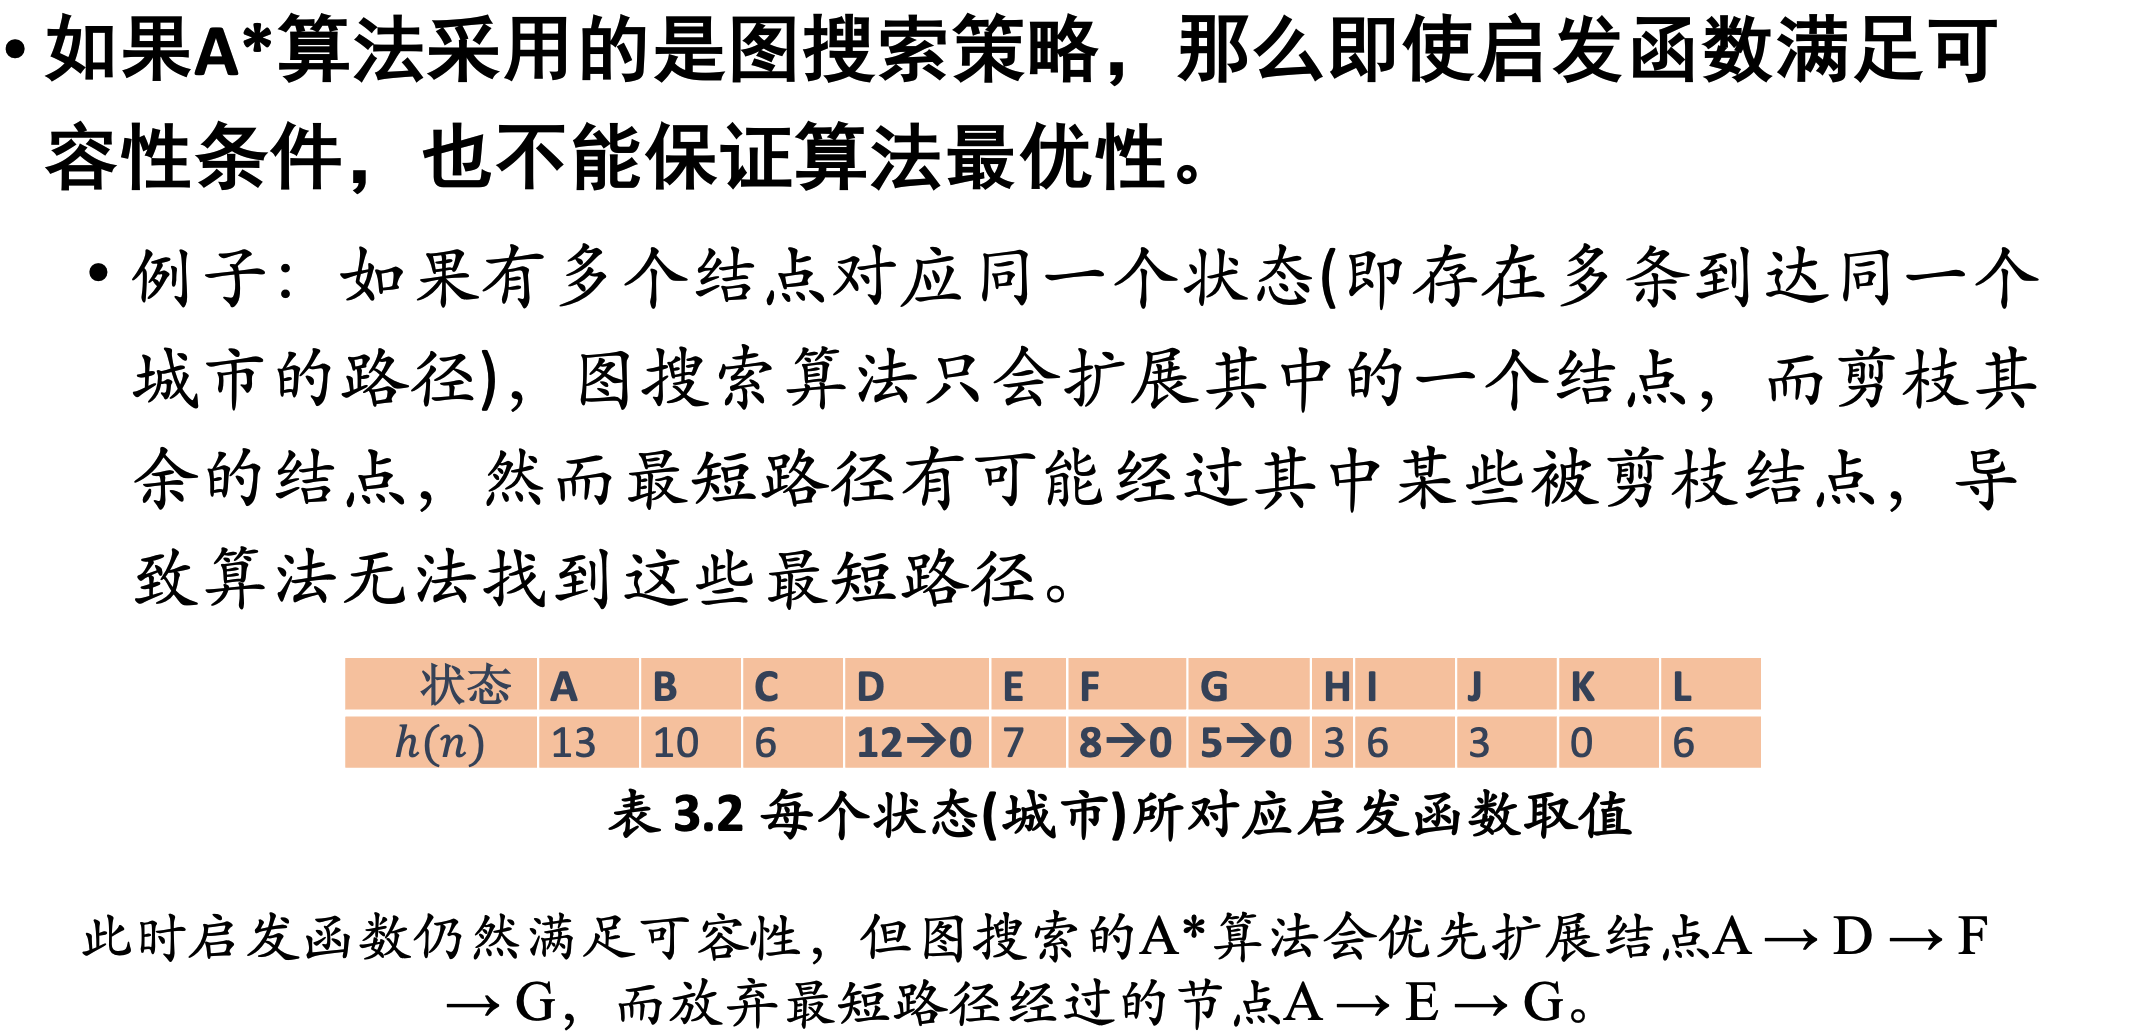 • 如果A*算法采用的是图搜索策略，那么即使启发函数满足可
容性条件，也不能保证算法最优性。
• 例子：如果有多个结点对应同一个状态(即存在多条到达同一个
城市的路径)，图搜索算法只会扩展其中的一个结点，而剪枝其
余的结点，然而最短路径有可能经过其中某些被剪枝结点，导
致算法无法找到这些最短路径。
状态 A B C D E F G H I J K L
h(n) 13 10 6 12→0 7 8→0 5→0 3 6 3 0 6
表 3.2 每个状态(城市)所对应启发函数取值
此时启发函数仍然满足可容性，但图搜索的A*算法会优先扩展结点A → D → F
→ G，而放弃最短路径经过的节点A → E → G。